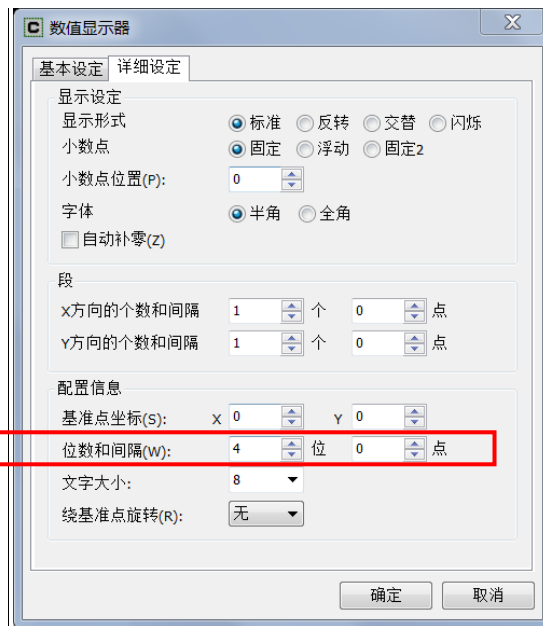 C 数值显示器
基本设定 详细设定
显示设定
显示形式 标准 反转 交替 闪烁
小数点 固定 浮动 固定2
小数点位置(P): 0
字体 半角 全角
自动补零(Z)
段
X方向的个数和间隔 1 个 0 点
Y方向的个数和间隔 1 个 0 点
配置信息
基准点坐标(S): X 0 Y 0
位数和间隔(W): 4 位 0 点
文字大小: 8
绕基准点旋转(R): 无
确定 取消